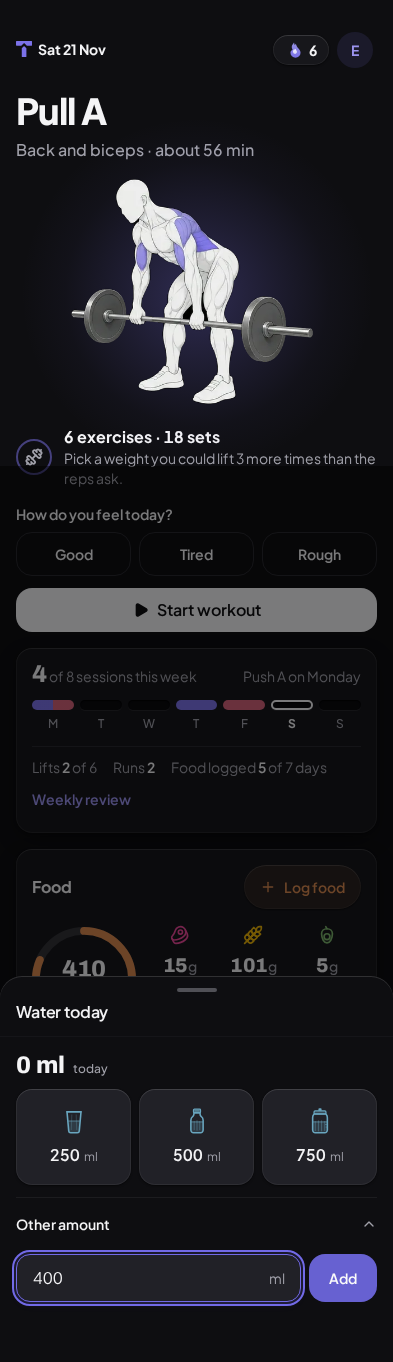 Sat 21 Nov
6
E
Pull A
Back and biceps · about 56 min
6 exercises · 18 sets
Pick a weight you could lift 3 more times than the
reps ask.
How do you feel today?
Good
Tired
Rough
Start workout
4 of 8 sessions this week
Push A on Monday
M T W T F S S
Lifts 2 of 6 Runs 2 Food logged 5 of 7 days
Weekly review
Food
+ Log food
410
15g
101g
5g
Water today
0 ml today
250 ml
500 ml
750 ml
Other amount
400 ml
Add